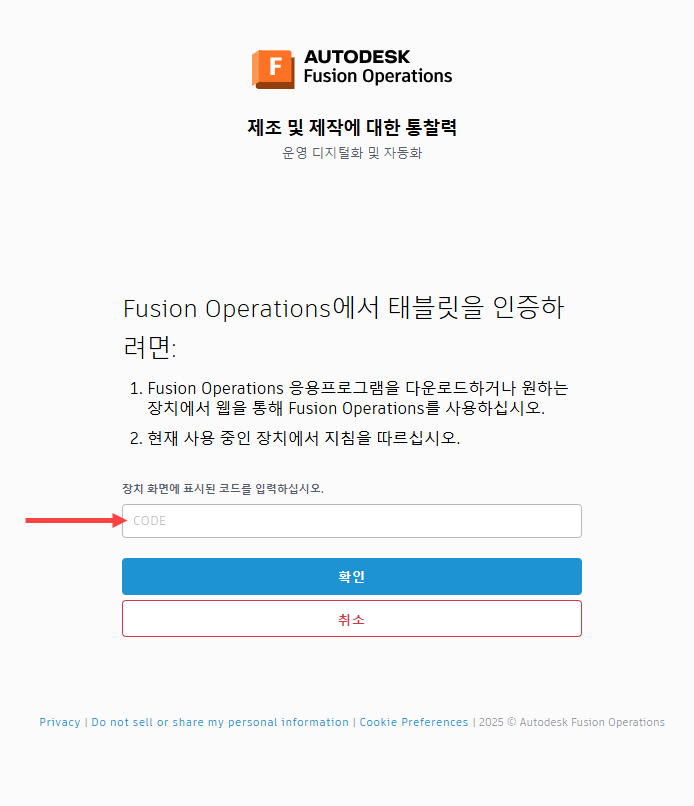 F
AUTODESK
Fusion Operations
제조 및 제작에 대한 통찰력
운영 디지털화 및 자동화
Fusion Operations에서 태블릿을 인증하
려면:
1. Fusion Operations 응용프로그램을 다운로드하거나 원하는
장치에서 웹을 통해 Fusion Operations를 사용하십시오.
2. 현재 사용 중인 장치에서 지침을 따르십시오.
장치 화면에 표시된 코드를 입력하십시오.
CODE
확인
취소
Privacy | Do not sell or share my personal information | Cookie Preferences | 2025 © Autodesk Fusion Operations